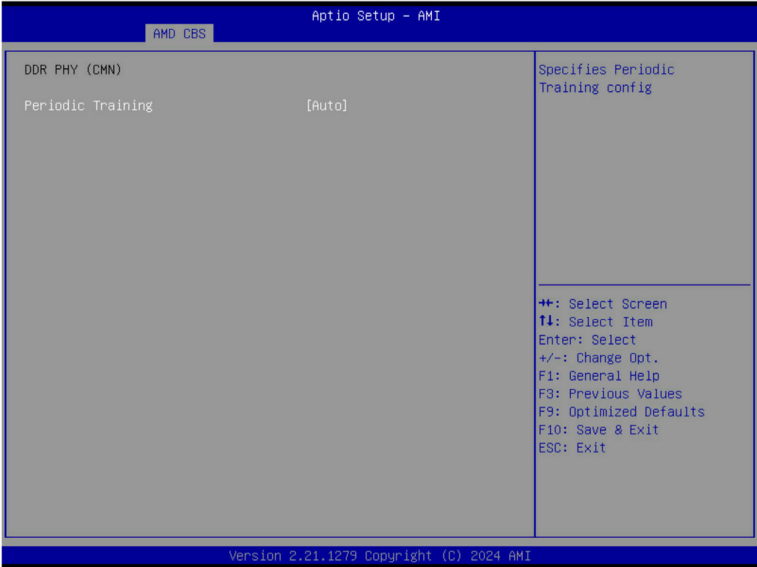 Aptio Setup – AMI
AMD CBS
DDR PHY (CMN)
Periodic Training [Auto]
Specifies Periodic
Training config
→←: Select Screen
↑↓: Select Item
Enter: Select
+/-: Change Opt.
F1: General Help
F3: Previous Values
F9: Optimized Defaults
F10: Save & Exit
ESC: Exit
Version 2.21.1279 Copyright (C) 2024 AMI